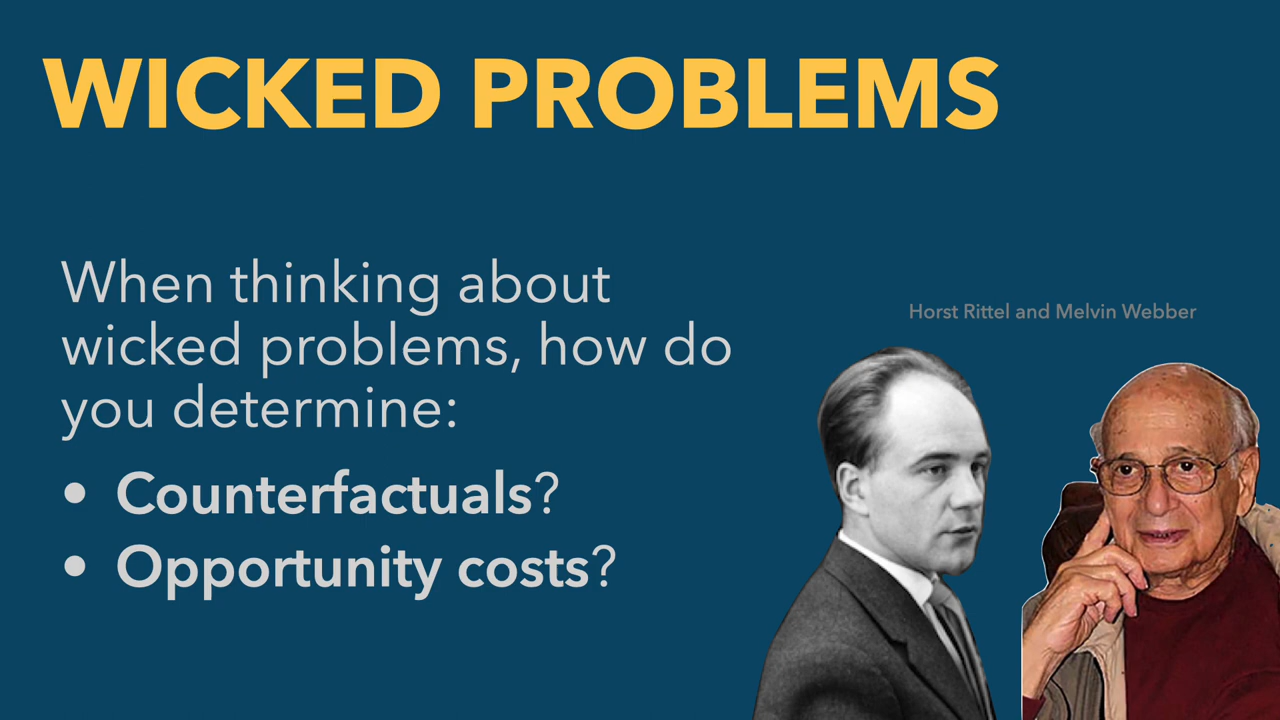 WICKED PROBLEMS
When thinking about
wicked problems, how do
you determine:
• Counterfactuals?
• Opportunity costs?
Horst Rittel and Melvin Webber